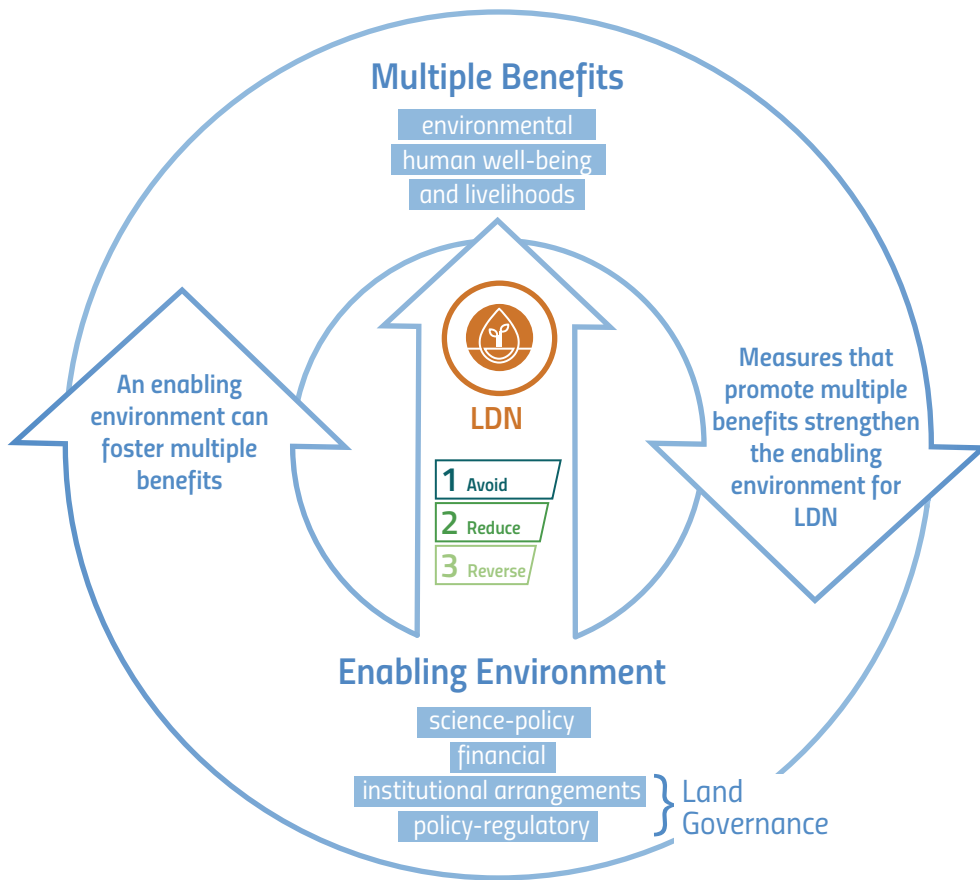 Multiple Benefits
environmental
human well-being
and livelihoods
An enabling
environment can
foster multiple
benefits
LDN
1 Avoid
2 Reduce
3 Reverse
Measures that
promote multiple
benefits strengthen
the enabling
environment for
LDN
Enabling Environment
science-policy
financial
institutional arrangements
policy-regulatory
Land
Governance